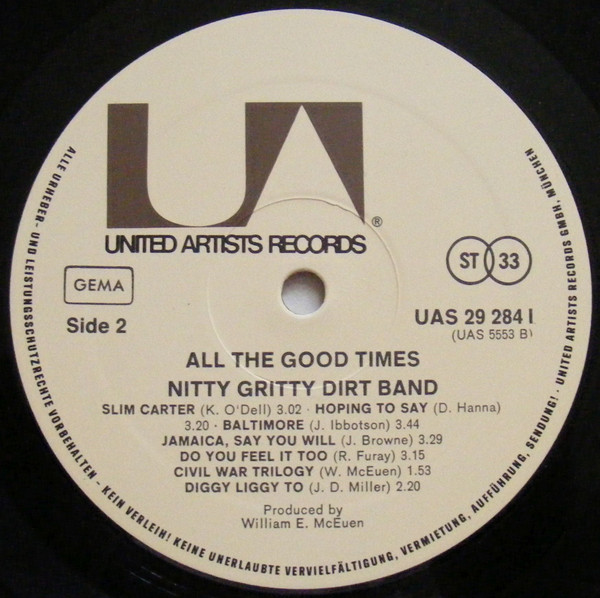 UA
®
UNITED ARTISTS RECORDS
GEMA
ST 33
Side 2
UAS 29 284 I
(UAS 5553 B)
ALL THE GOOD TIMES
NITTY GRITTY DIRT BAND
SLIM CARTER (K. O'Dell) 3.02 · HOPING TO SAY (D. Hanna)
3.20 · BALTIMORE (J. Ibbotson) 3.44
JAMAICA, SAY YOU WILL (J. Browne) 3.29
DO YOU FEEL IT TOO (R. Furay) 3.15
CIVIL WAR TRILOGY (W. McEuen) 1.53
DIGGY LIGGY TO (J. D. Miller) 2.20
Produced by
William E. McEuen
ALLE URHEBER- UND LEISTUNGSSCHUTZRECHTE VORBEHALTEN - KEIN VERLEIH! KEINE UNERLAUBTE VERVIELFÄLTIGUNG, VERMIETUNG, AUFFÜHRUNG, SENDUNG! · UNITED ARTISTS RECORDS GMBH, MÜNCHEN